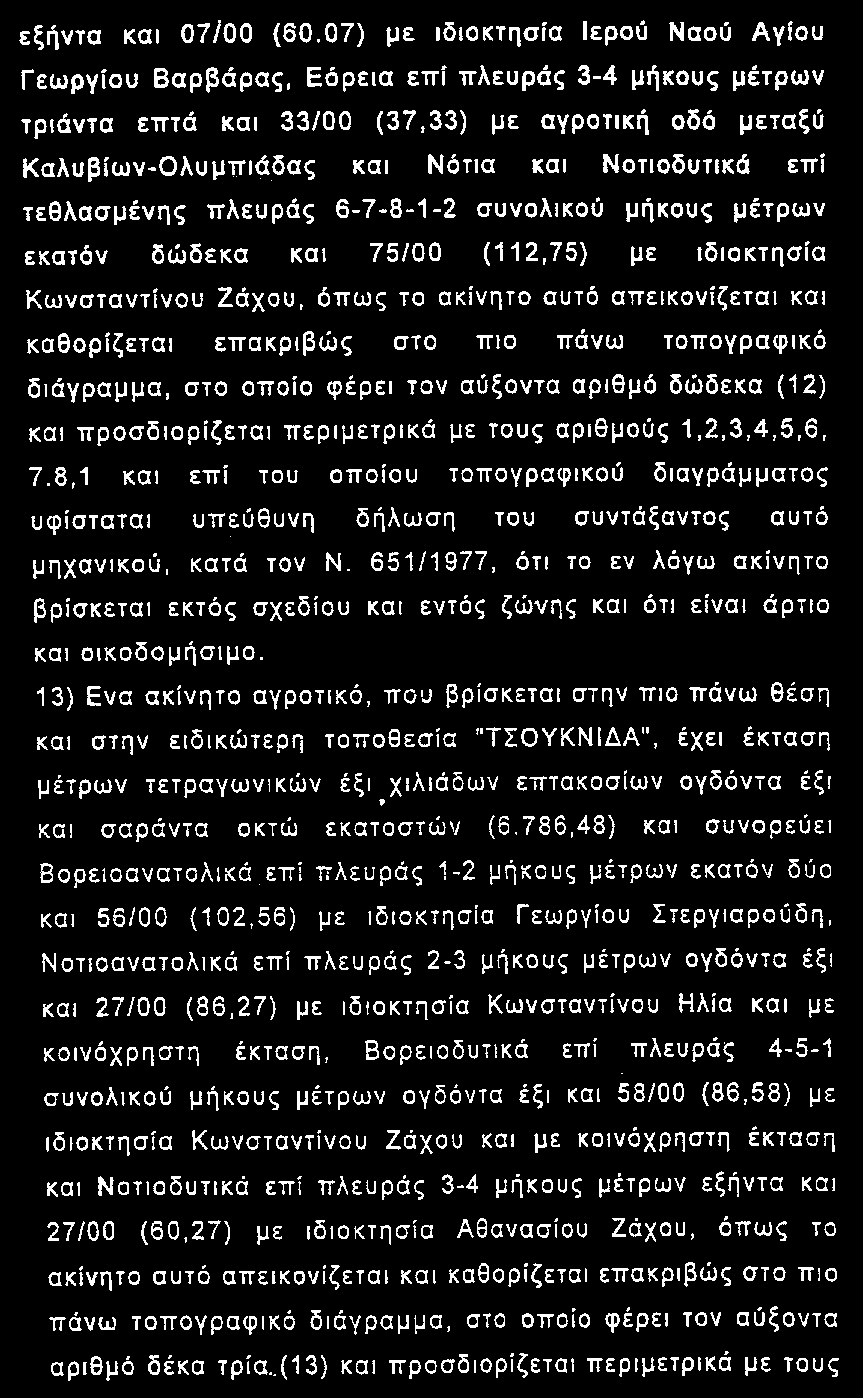 εξήντα και 07/00 (60.07) με ιδιοκτησία Ιερού Ναού Αγίου
Γεωργίου Βαρβάρας, Εόρεια επί πλευράς 3-4 μήκους μέτρων
τριάντα επτά και 33/00 (37,33) με αγροτική οδό μεταξύ
Καλυβίων-Ολυμπιάδας και Νότια και Νοτιοδυτικά επί
τεθλασμένης πλευράς 6-7-8-1-2 συνολικού μήκους μέτρων
εκατόν δώδεκα και 75/00 (112,75) με ιδιοκτησία
Κωνσταντίνου Ζάχου, όπως το ακίνητο αυτό απεικονίζεται και
καθορίζεται επακριβώς στο πιο πάνω τοπογραφικό
διάγραμμα, στο οποίο φέρει τον αύξοντα αριθμό δώδεκα (12)
και προσδιορίζεται περιμετρικά με τους αριθμούς 1,2,3,4,5,6,
7.8,1 και επί του οποίου τοπογραφικού διαγράμματος
υφίσταται υπεύθυνη δήλωση του συντάξαντος αυτό
μηχανικού, κατά τον Ν. 651/1977, ότι το εν λόγω ακίνητο
βρίσκεται εκτός σχεδίου και εντός ζώνης και ότι είναι άρτιο
και οικοδομήσιμο.
13) Ενα ακίνητο αγροτικό, που βρίσκεται στην πιο πάνω θέση
και στην ειδικώτερη τοποθεσία "ΤΣΟΥΚΝΙΔΑ", έχει έκταση
μέτρων τετραγωνικών έξι χιλιάδων επτακοσίων ογδόντα έξι
και σαράντα οκτώ εκατοστών (6.786,48) και συνορεύει
Βορειοανατολικά επί πλευράς 1-2 μήκους μέτρων εκατόν δύο
και 56/00 (102,56) με ιδιοκτησία Γεωργίου Στεργιαρούδη,
Νοτιοανατολικά επί πλευράς 2-3 μήκους μέτρων ογδόντα έξι
και 27/00 (86,27) με ιδιοκτησία Κωνσταντίνου Ηλία και με
κοινόχρηστη έκταση, Βορειοδυτικά επί πλευράς 4-5-1
συνολικού μήκους μέτρων ογδόντα έξι και 58/00 (86,58) με
ιδιοκτησία Κωνσταντίνου Ζάχου και με κοινόχρηστη έκταση
και Νοτιοδυτικά επί πλευράς 3-4 μήκους μέτρων εξήντα και
27/00 (60,27) με ιδιοκτησία Αθανασίου Ζάχου, όπως το
ακίνητο αυτό απεικονίζεται και καθορίζεται επακριβώς στο πιο
πάνω τοπογραφικό διάγραμμα, στο οποίο φέρει τον αύξοντα
αριθμό δέκα τρία,.(13) και προσδιορίζεται περιμετρικά με τους